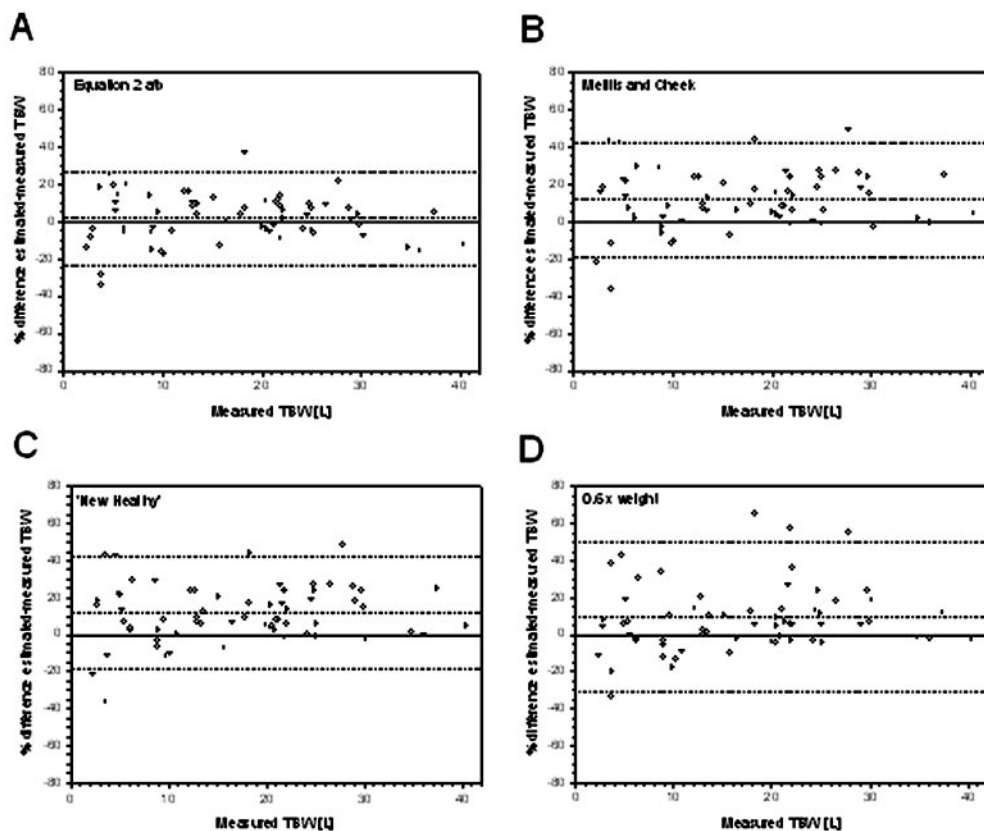 A
Equation 2 a/b
% difference estimated-measured TBW
80
60
40
20
0
-20
-40
-60
-80
0 10 20 30 40
Measured TBW[L]
B
Mellits and Cheek
% difference estimated-measured TBW
80
60
40
20
0
-20
-40
-60
-80
0 10 20 30 40
Measured TBW[L]
C
'New Healthy'
% difference estimated-measured TBW
80
60
40
20
0
-20
-40
-60
-80
0 10 20 30 40
Measured TBW[L]
D
0.6 x weight
% difference estimated-measured TBW
80
60
40
20
0
-20
-40
-60
-80
0 10 20 30 40
Measured TBW[L]